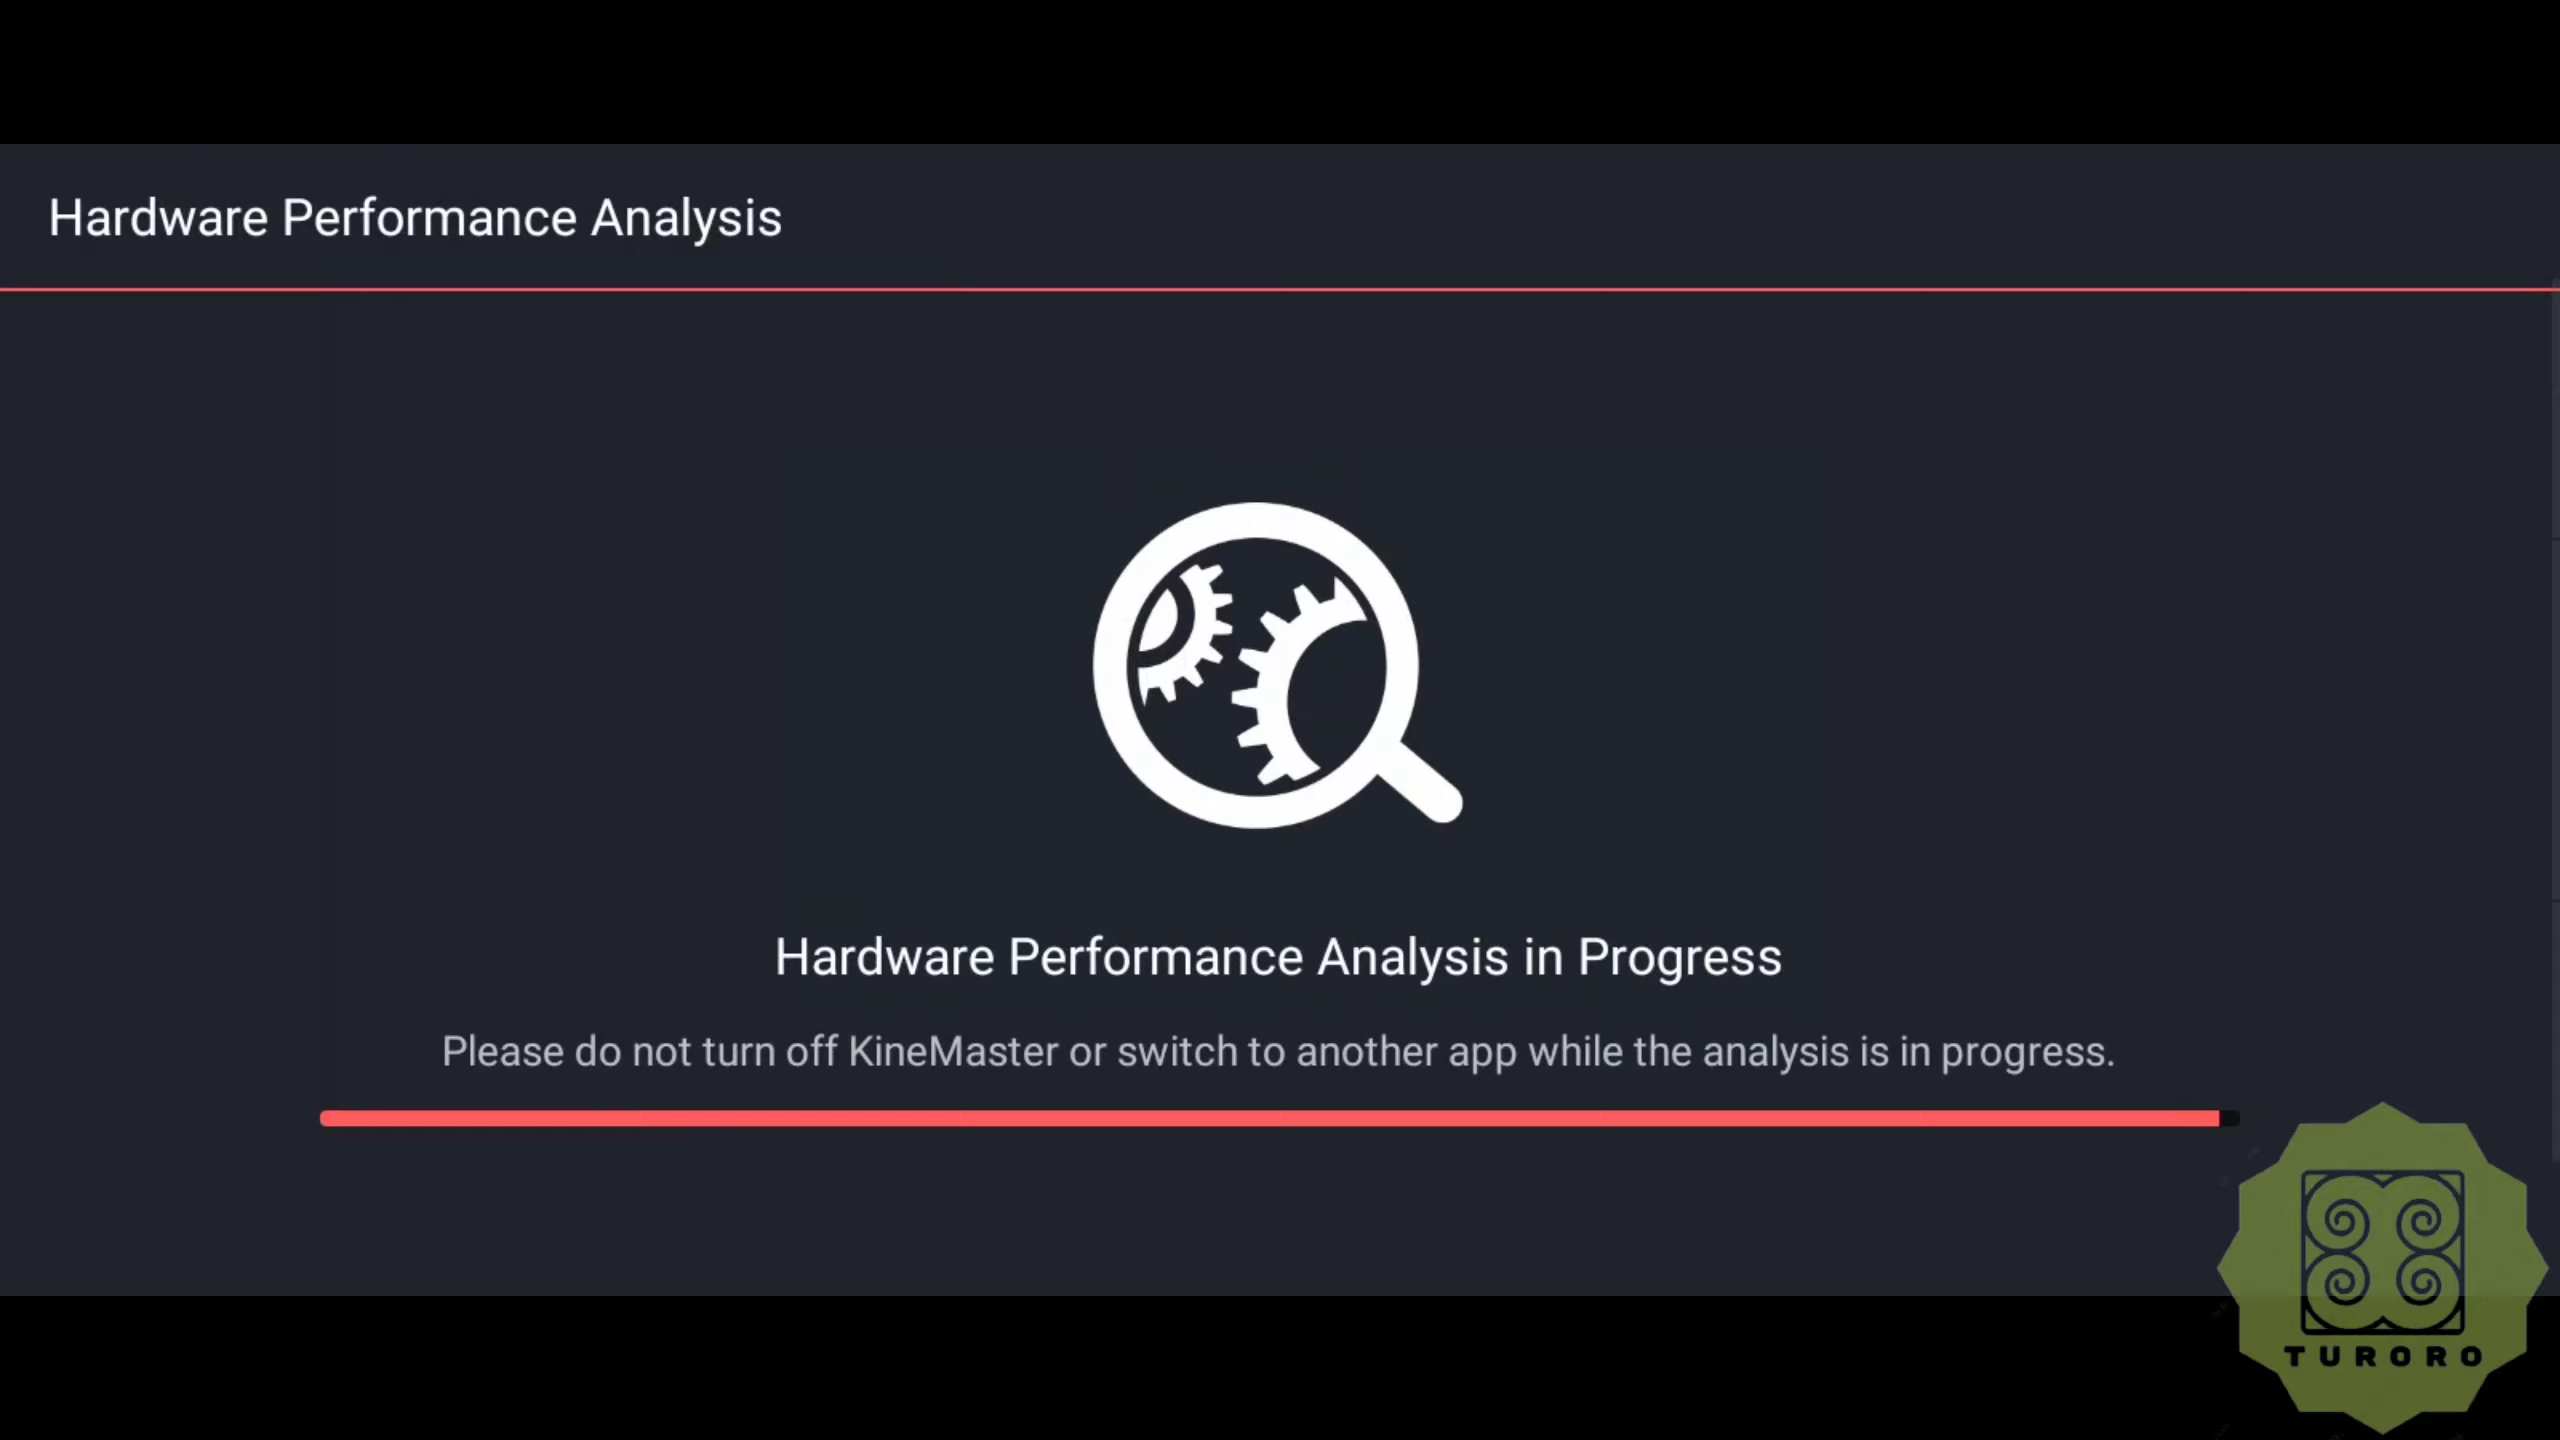 Hardware Performance Analysis
Hardware Performance Analysis in Progress
Please do not turn off KineMaster or switch to another app while the analysis is in progress.
TURORO